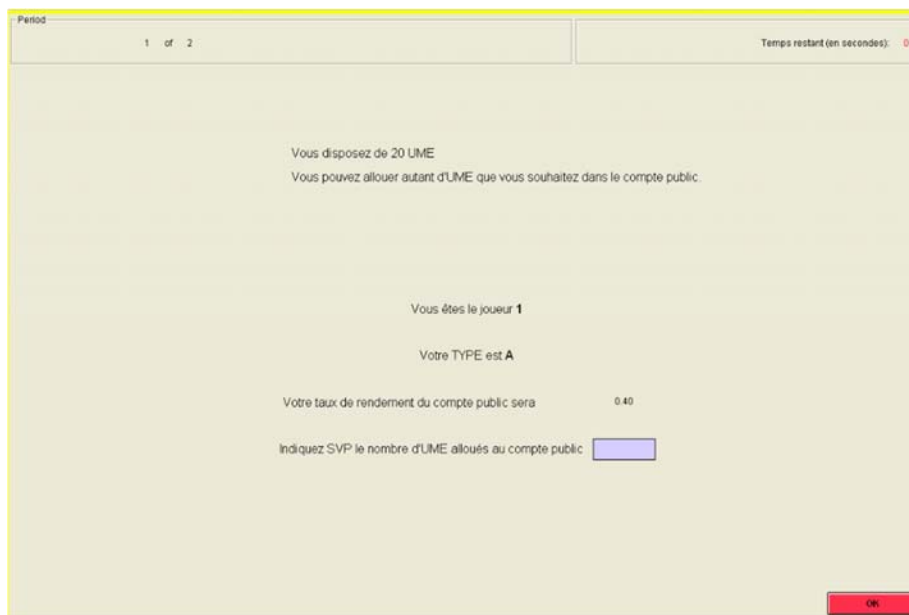 Period
1 of 2
Temps restant (en secondes): 0
Vous disposez de 20 UME
Vous pouvez allouer autant d'UME que vous souhaitez dans le compte public.
Vous êtes le joueur 1
Votre TYPE est A
Votre taux de rendement du compte public sera 0.40
Indiquez SVP le nombre d'UME alloués au compte public
OK